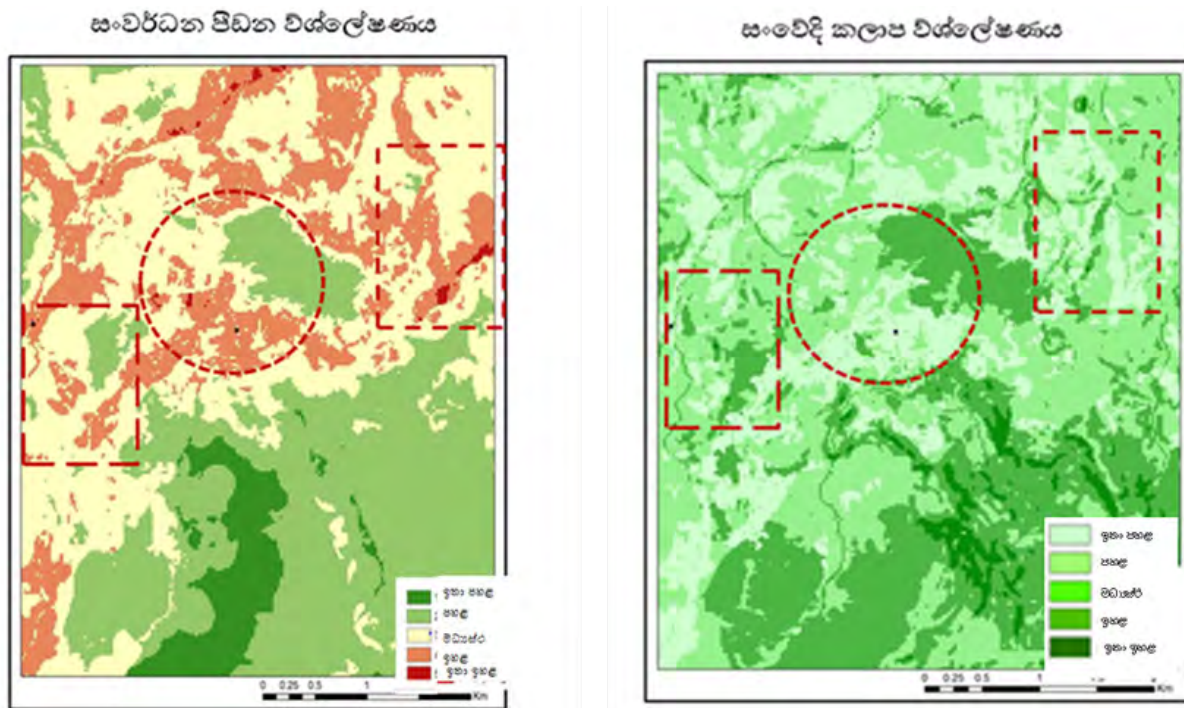 සංවර්ධන පීඩන විශ්ලේෂණය
සංවේදි කලාප විශ්ලේෂණය
ඉතා පහළ
පහළ
මධ්‍යස්ථ
ඉහළ
ඉතා ඉහළ
0 0.25 0.5 1
Km
ඉතා පහළ
පහළ
මධ්‍යස්ථ
ඉහළ
ඉතා ඉහළ
0 0.25 0.5 1
Km